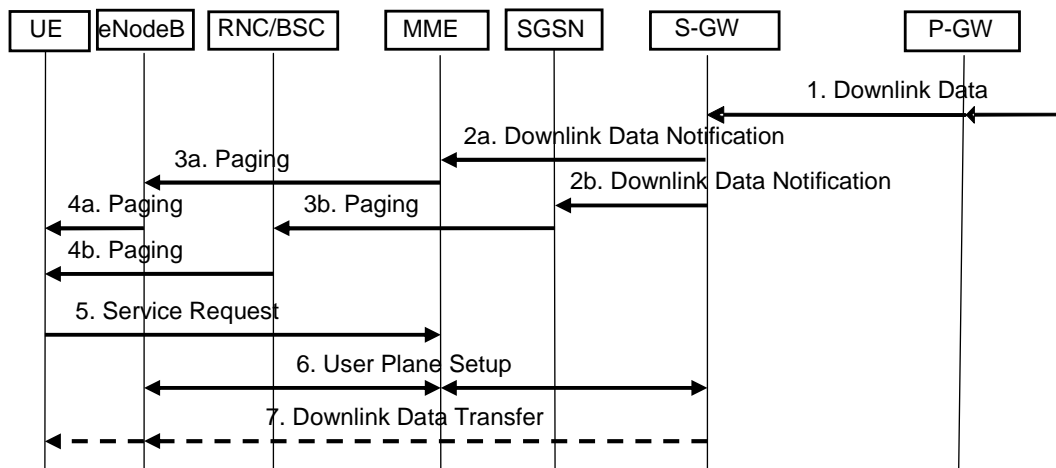 UE eNodeB RNC/BSC MME SGSN S-GW P-GW
1. Downlink Data
2a. Downlink Data Notification
3a. Paging
2b. Downlink Data Notification
4a. Paging
3b. Paging
4b. Paging
5. Service Request
6. User Plane Setup
7. Downlink Data Transfer